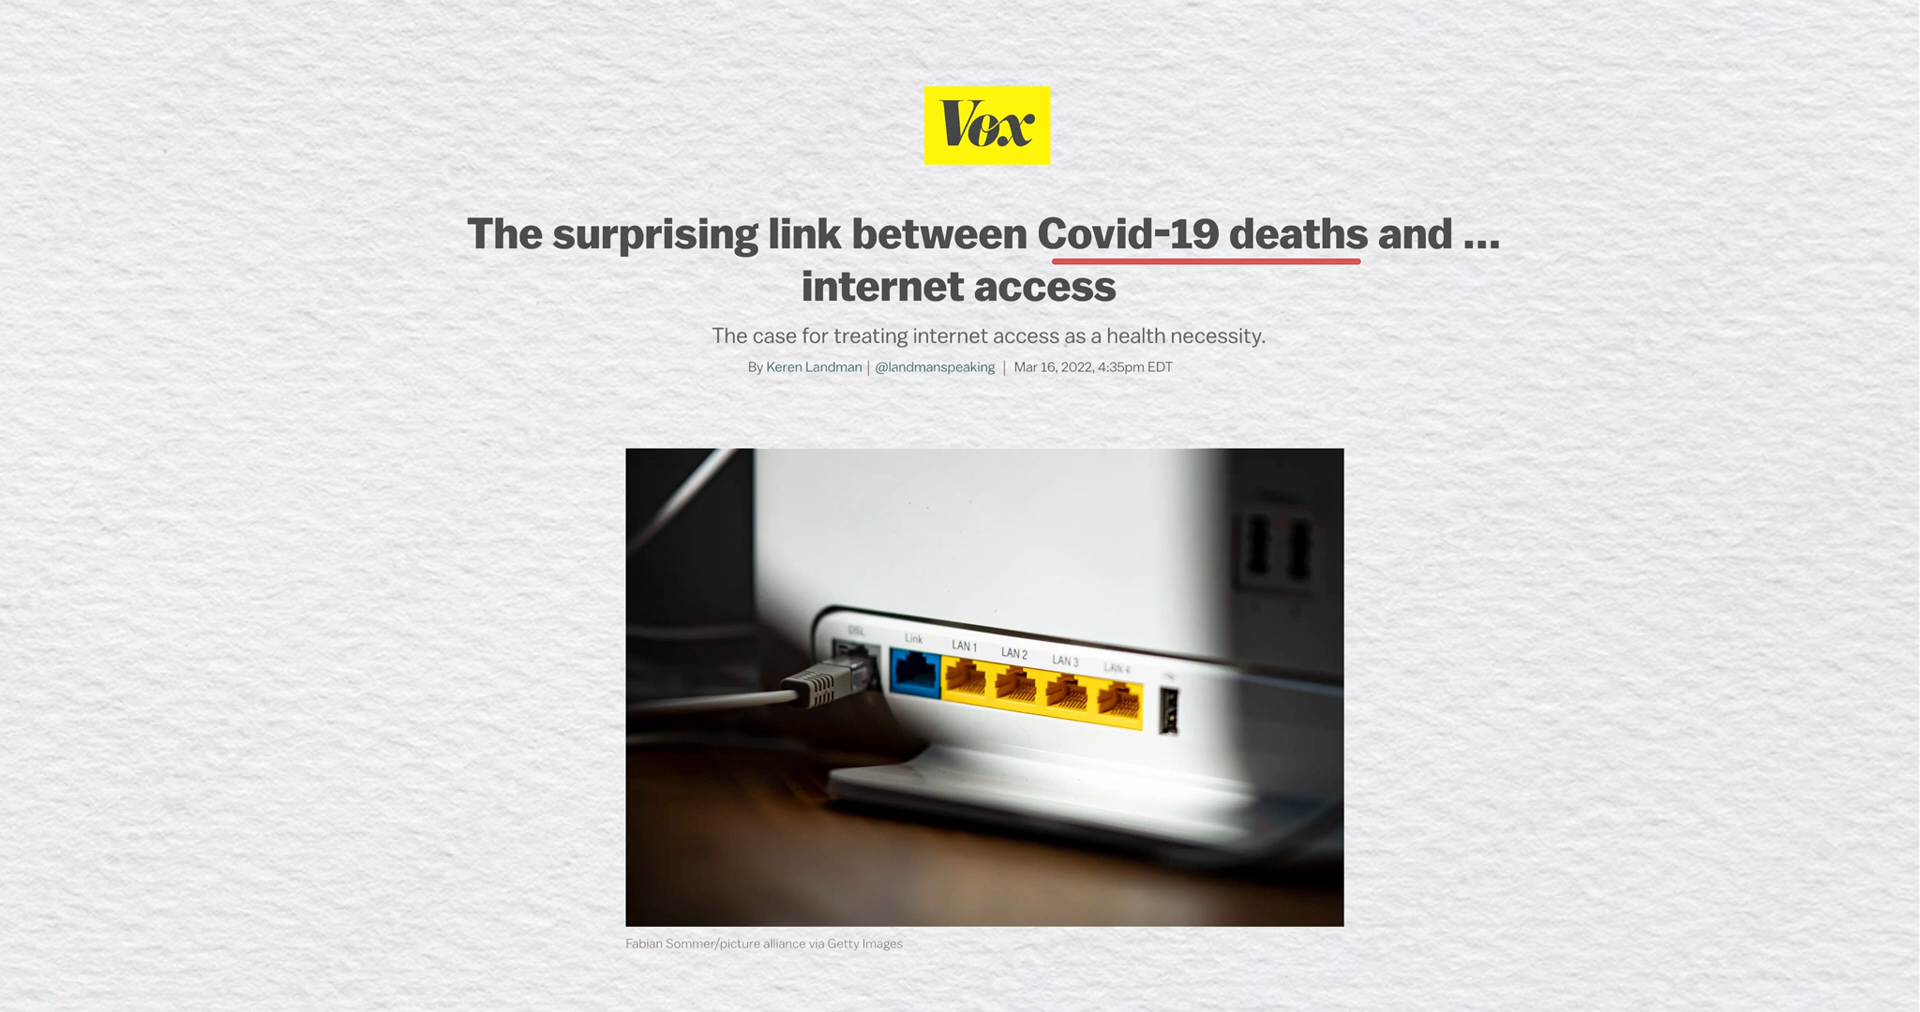 Vox
The surprising link between Covid-19 deaths and ...
internet access
The case for treating internet access as a health necessity.
By Keren Landman | @landmanspeaking | Mar 16, 2022, 4:35pm EDT
DSL
Link
LAN 1
LAN 2
LAN 3
LAN 4
Fabian Sommer/picture alliance via Getty Images